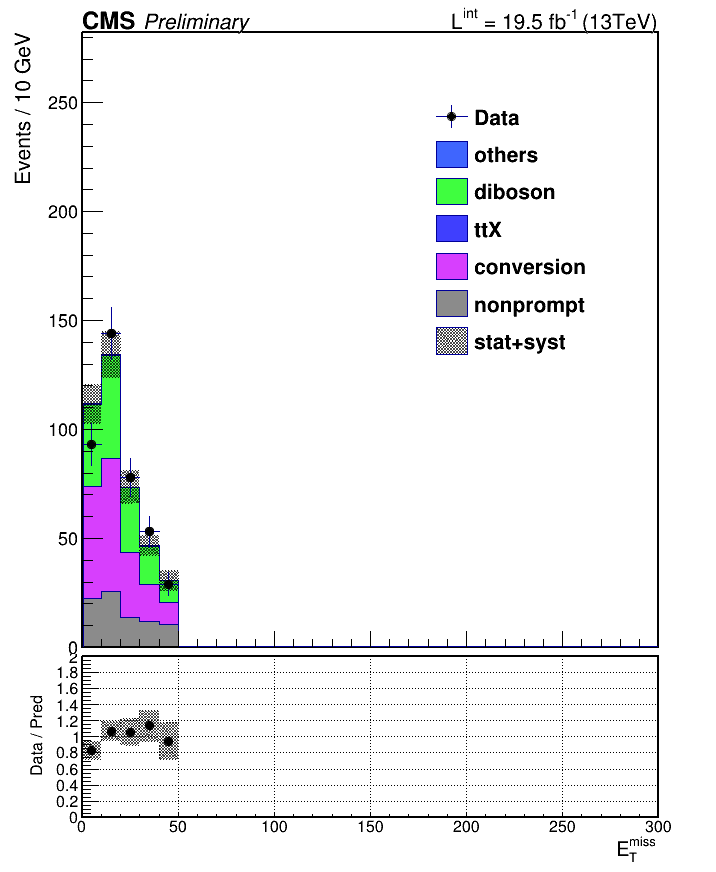 CMS Preliminary
L^int = 19.5 fb^-1 (13TeV)
Events / 10 GeV
250
200
150
100
50
0
Data
others
diboson
ttX
conversion
nonprompt
stat+syst
Data / Pred
2
1.8
1.6
1.4
1.2
1
0.8
0.6
0.4
0.2
0
0 50 100 150 200 250 300
E_T^miss